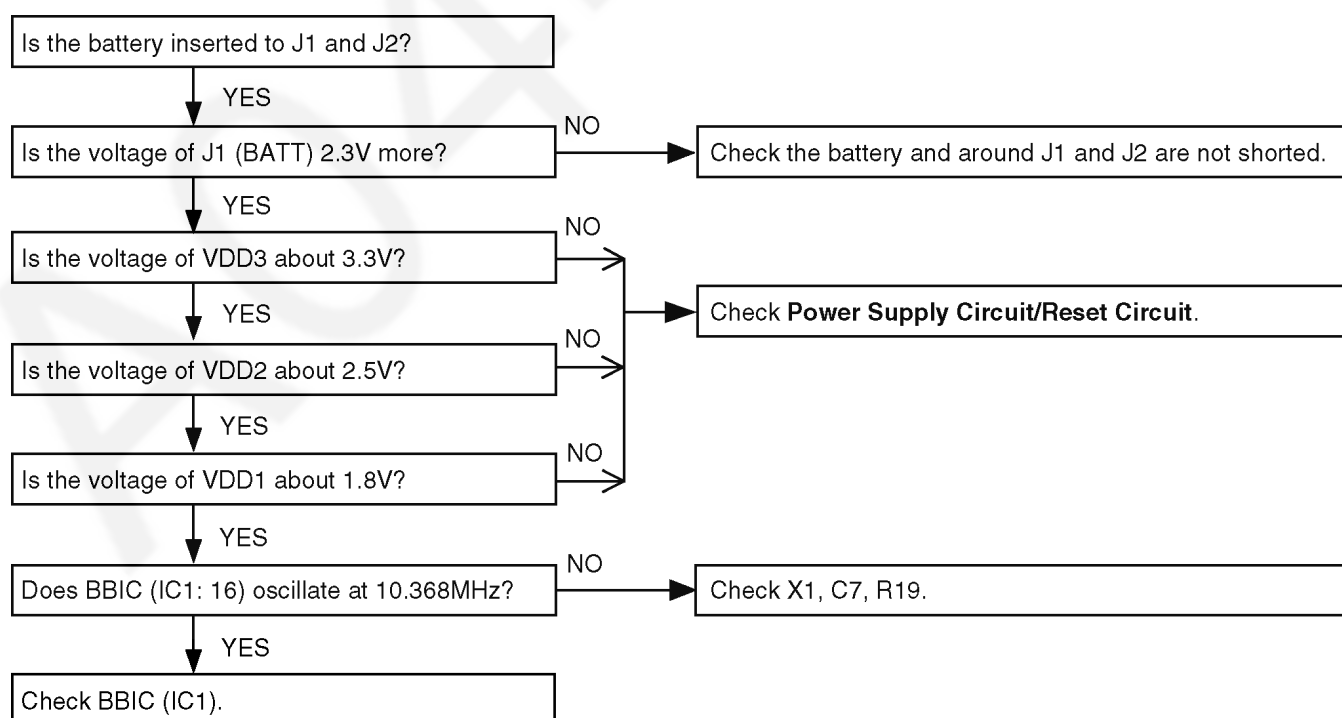 Is the battery inserted to J1 and J2?
YES
Is the voltage of J1 (BATT) 2.3V more?
NO
Check the battery and around J1 and J2 are not shorted.
YES
Is the voltage of VDD3 about 3.3V?
NO
Check Power Supply Circuit/Reset Circuit.
YES
Is the voltage of VDD2 about 2.5V?
NO
YES
Is the voltage of VDD1 about 1.8V?
NO
YES
Does BBIC (IC1: 16) oscillate at 10.368MHz?
NO
Check X1, C7, R19.
YES
Check BBIC (IC1).